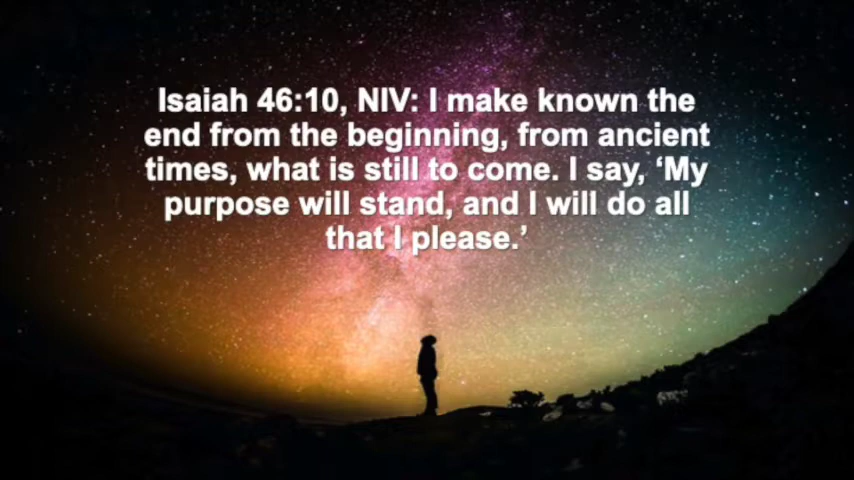 Isaiah 46:10, NIV: I make known the
end from the beginning, from ancient
times, what is still to come. I say, ‘My
purpose will stand, and I will do all
that I please.’